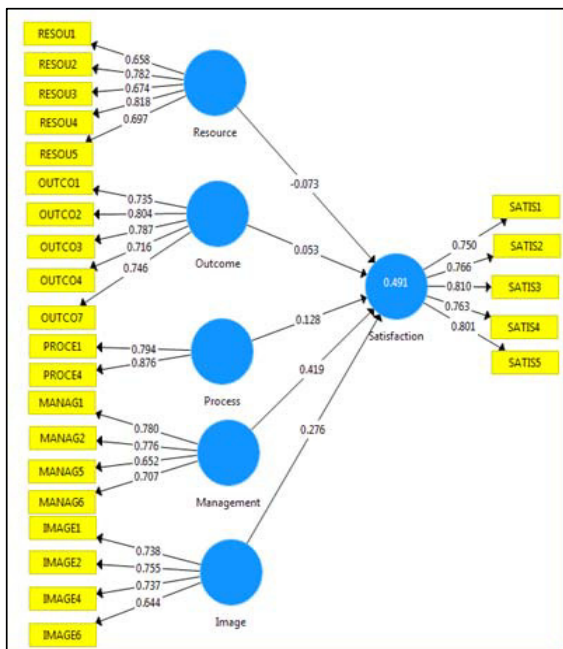 RESOU1
RESOU2
RESOU3
RESOU4
RESOU5
0.658
0.782
0.674
0.818
0.697
Resource
OUTCO1
OUTCO2
OUTCO3
OUTCO4
OUTCO7
0.735
0.804
0.787
0.716
0.746
Outcome
PROCE1
PROCE4
0.794
0.876
Process
MANAG1
MANAG2
MANAG5
MANAG6
0.780
0.776
0.652
0.707
Management
IMAGE1
IMAGE2
IMAGE4
IMAGE6
0.738
0.755
0.737
0.644
Image
-0.073
0.053
0.128
0.419
0.276
0.491
Satisfaction
0.750
0.766
0.810
0.763
0.801
SATIS1
SATIS2
SATIS3
SATIS4
SATIS5